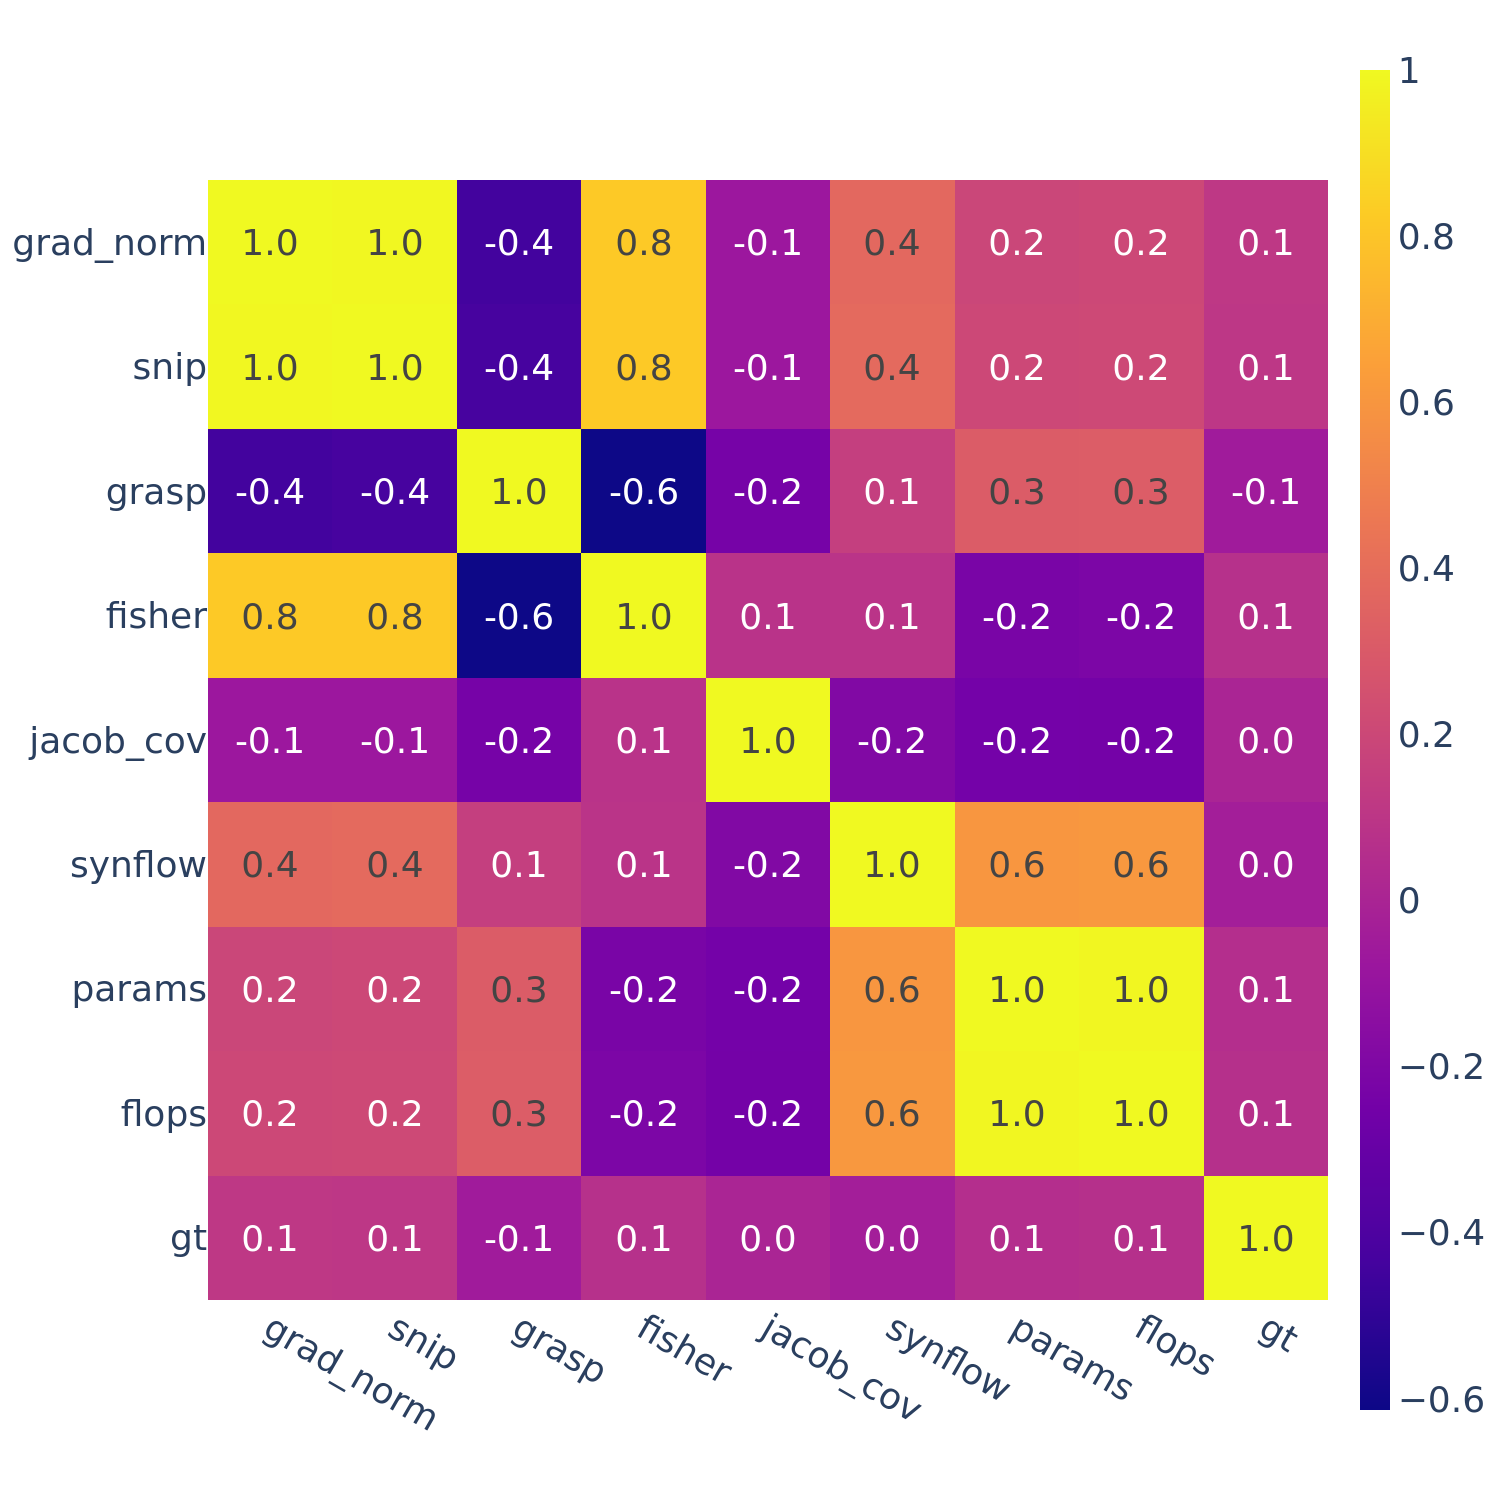 1
grad_norm 1.0 1.0 -0.4 0.8 -0.1 0.4 0.2 0.2 0.1
0.8
snip 1.0 1.0 -0.4 0.8 -0.1 0.4 0.2 0.2 0.1
0.6
grasp -0.4 -0.4 1.0 -0.6 -0.2 0.1 0.3 0.3 -0.1
0.4
fisher 0.8 0.8 -0.6 1.0 0.1 0.1 -0.2 -0.2 0.1
0.2
jacob_cov -0.1 -0.1 -0.2 0.1 1.0 -0.2 -0.2 -0.2 0.0
synflow 0.4 0.4 0.1 0.1 -0.2 1.0 0.6 0.6 0.0
0
params 0.2 0.2 0.3 -0.2 -0.2 0.6 1.0 1.0 0.1
−0.2
flops 0.2 0.2 0.3 -0.2 -0.2 0.6 1.0 1.0 0.1
gt 0.1 0.1 -0.1 0.1 0.0 0.0 0.1 0.1 1.0
−0.4
−0.6
grad_norm snip grasp fisher jacob_cov synflow params flops gt